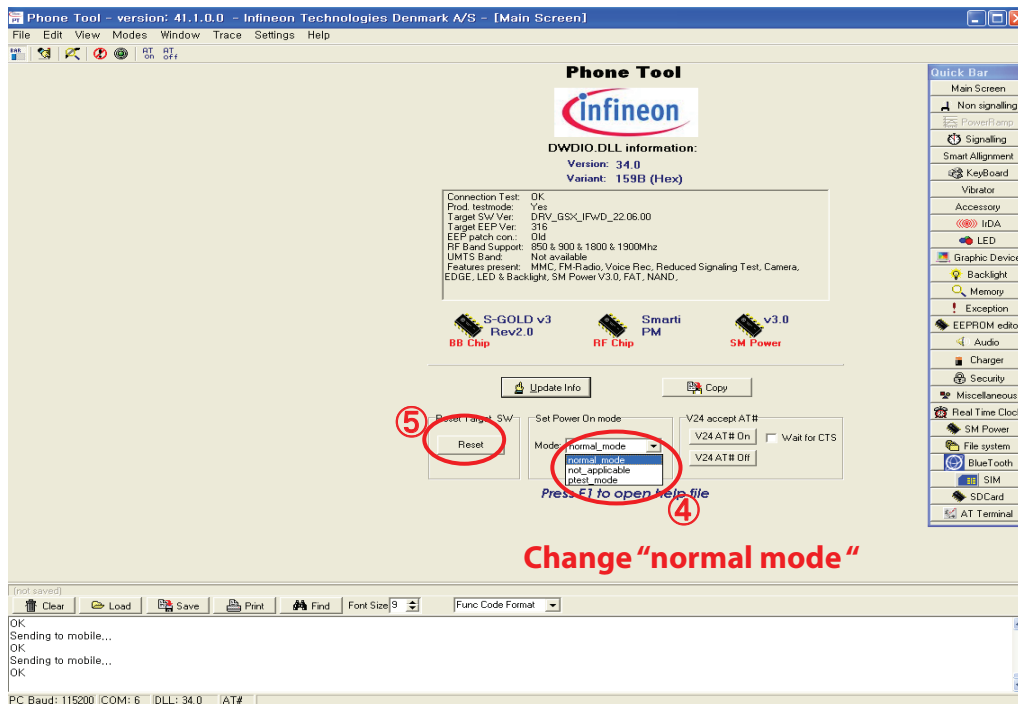 Phone Tool - version: 41.1.0.0 - Infineon Technologies Denmark A/S - [Main Screen]
File Edit View Modes Window Trace Settings Help
BAR AT on AT off
Phone Tool
infineon
DWDIO.DLL information:
Version: 34.0
Variant: 159B (Hex)
Connection Test: OK
Prod. testmode: Yes
Target SW Ver: DRV_GSX_IFWD_22.06.00
Target EEP Ver: 316
EEP patch con.: Old
RF Band Support: 850 & 900 & 1800 & 1900Mhz
UMTS Band: Not available
Features present: MMC, FM-Radio, Voice Rec, Reduced Signaling Test, Camera,
EDGE, LED & Backlight, SM Power V3.0, FAT, NAND,
S-GOLD v3
Rev2.0
BB Chip
Smarti
PM
RF Chip
v3.0
SM Power
Update Info
Copy
⑤
Reset Target SW
Reset
Set Power On mode
Mode: normal_mode
normal_mode
not_applicable
ptest_mode
V24 accept AT#
V24 AT# On
Wait for CTS
V24 AT# Off
Press F1 to open help file
④
Change “normal mode “
Quick Bar
Main Screen
Non signalling
PowerRamp
Signalling
Smart Allignment
KeyBoard
Vibrator
Accessory
IrDA
LED
Graphic Device
Backlight
Memory
Exception
EEPROM edito
Audio
Charger
Security
Miscellaneous
Real Time Cloc
SM Power
File system
BlueTooth
SIM
SDCard
AT Terminal
(not saved)
Clear Load Save Print Find Font Size 9 Func Code Format
OK
Sending to mobile...
OK
Sending to mobile...
OK
PC Baud: 115200 COM: 6 DLL: 34.0 AT#